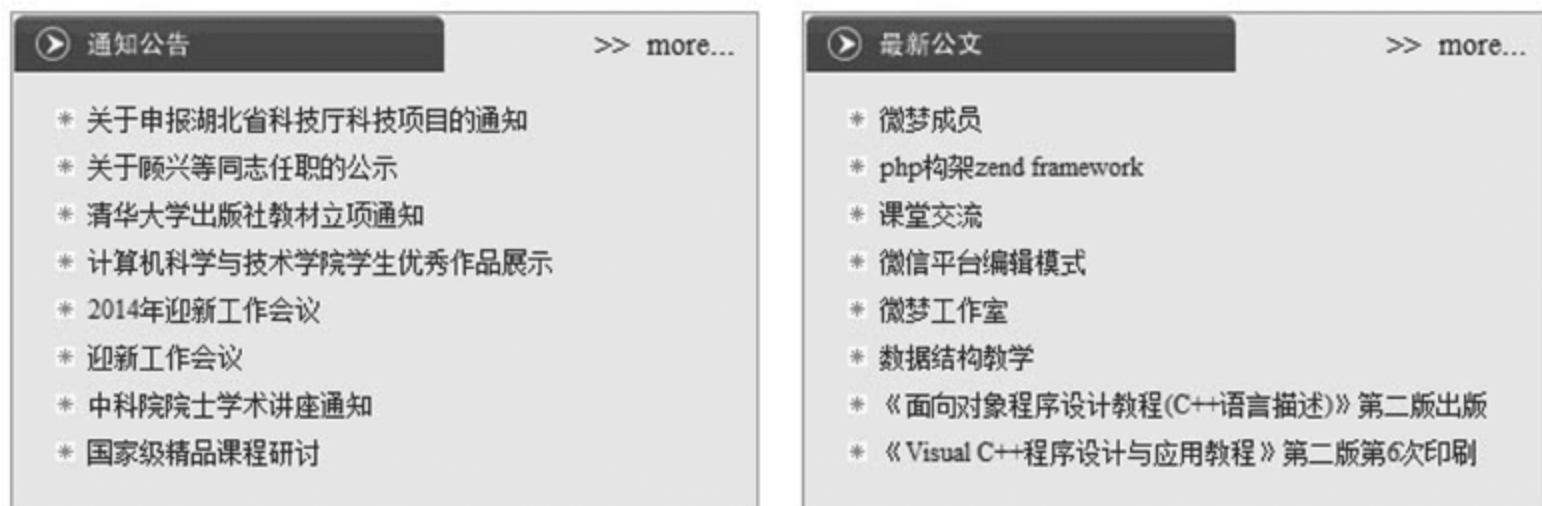 通知公告
>> more...
关于申报湖北省科技厅科技项目的通知
关于顾兴等同志任职的公示
清华大学出版社教材立项通知
计算机科学与技术学院学生优秀作品展示
2014年迎新工作会议
迎新工作会议
中科院院士学术讲座通知
国家级精品课程研讨
最新公文
>> more...
微梦成员
php构架zend framework
课堂交流
微信平台编辑模式
微梦工作室
数据结构教学
《面向对象程序设计教程(C++语言描述)》第二版出版
《Visual C++程序设计与应用教程》第二版第6次印刷